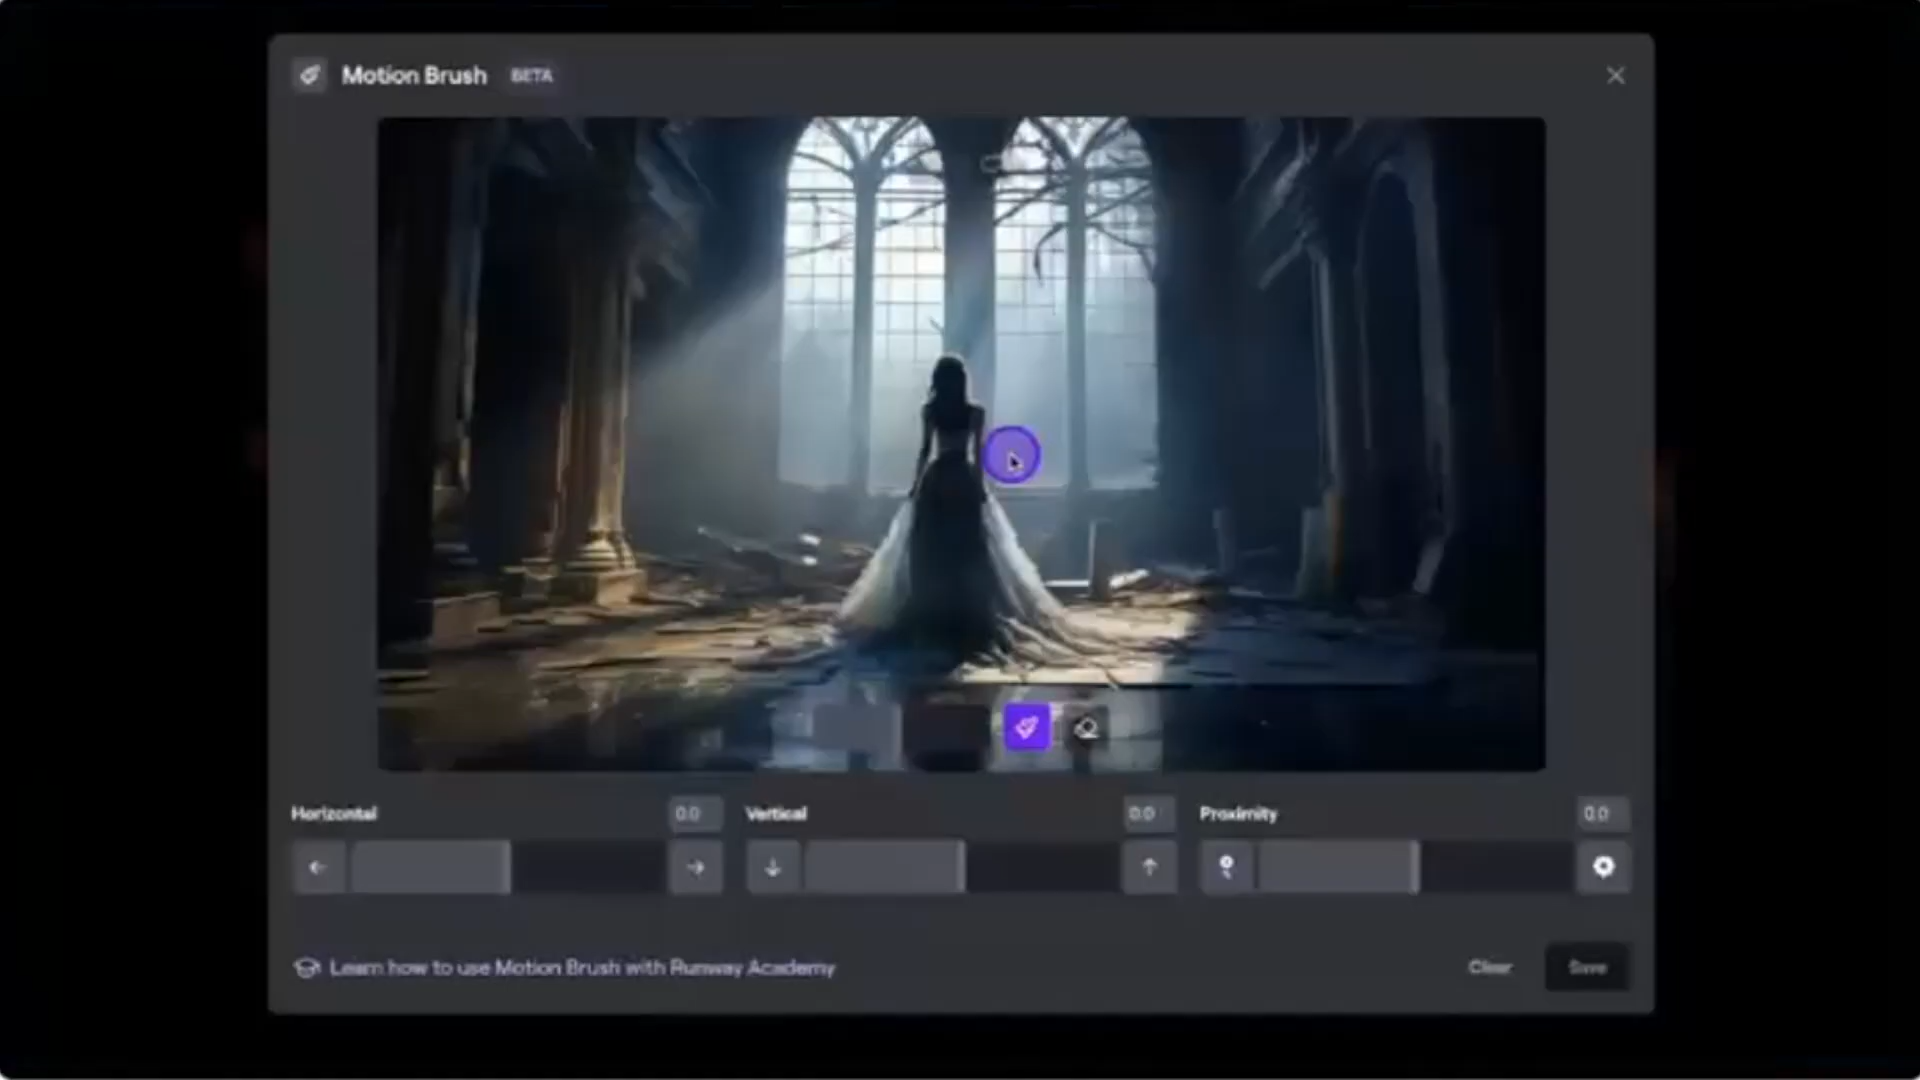 Motion Brush BETA
Horizontal 0.0 Vertical 0.0 Proximity 0.0
Learn how to use Motion Brush with Runway Academy
Clear Save